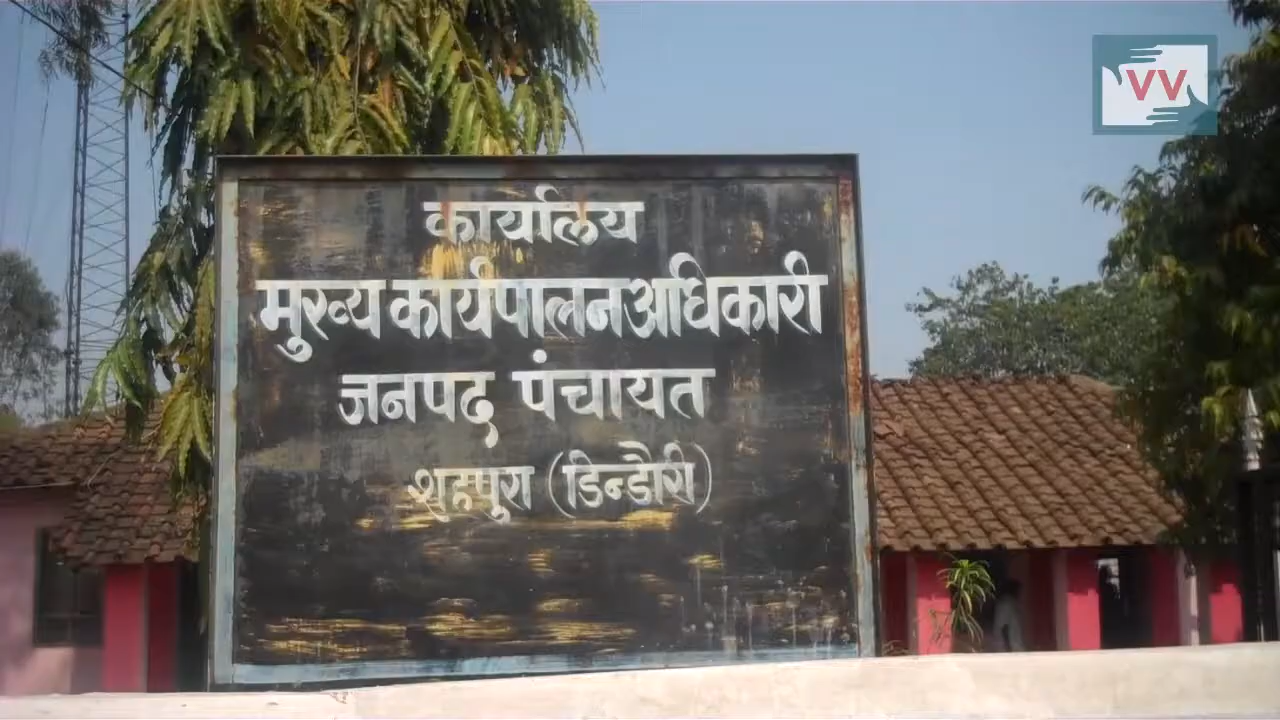 VV
कार्यालय
मुख्य कार्यपालन अधिकारी
जनपद पंचायत
शहपुरा (डिन्डौरी)